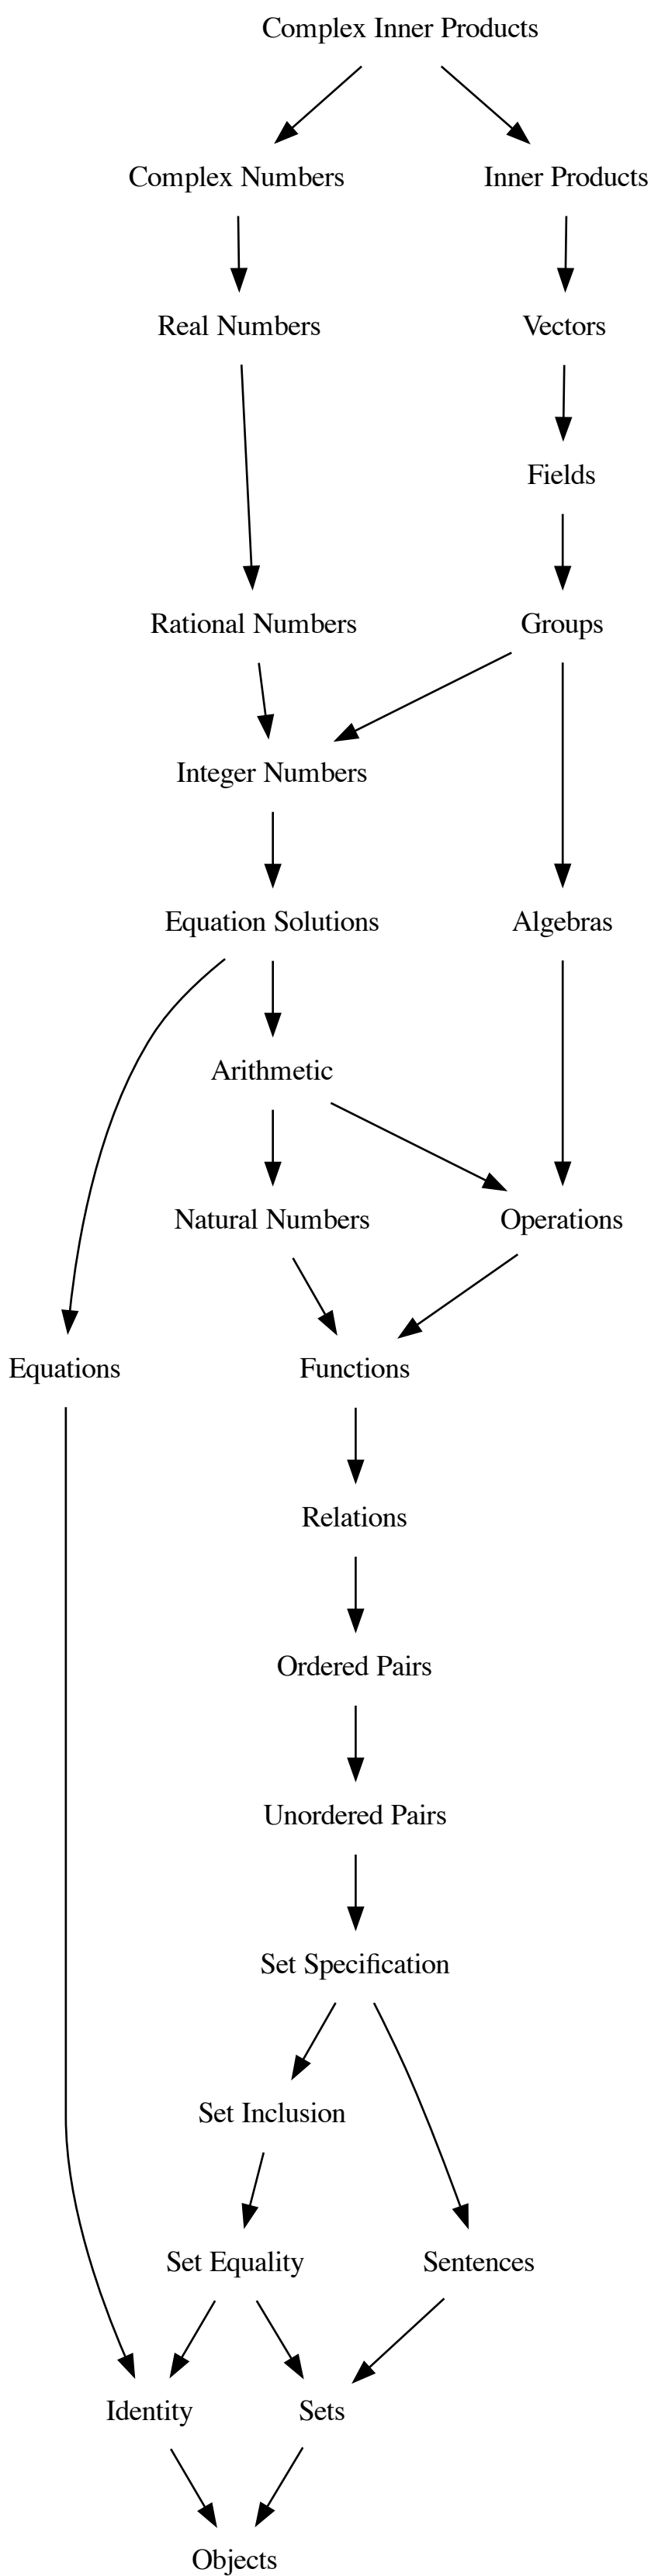 Complex Inner Products
Complex Numbers
Inner Products
Real Numbers
Vectors
Fields
Rational Numbers
Groups
Integer Numbers
Equation Solutions
Algebras
Arithmetic
Natural Numbers
Operations
Equations
Functions
Relations
Ordered Pairs
Unordered Pairs
Set Specification
Set Inclusion
Set Equality
Sentences
Identity
Sets
Objects